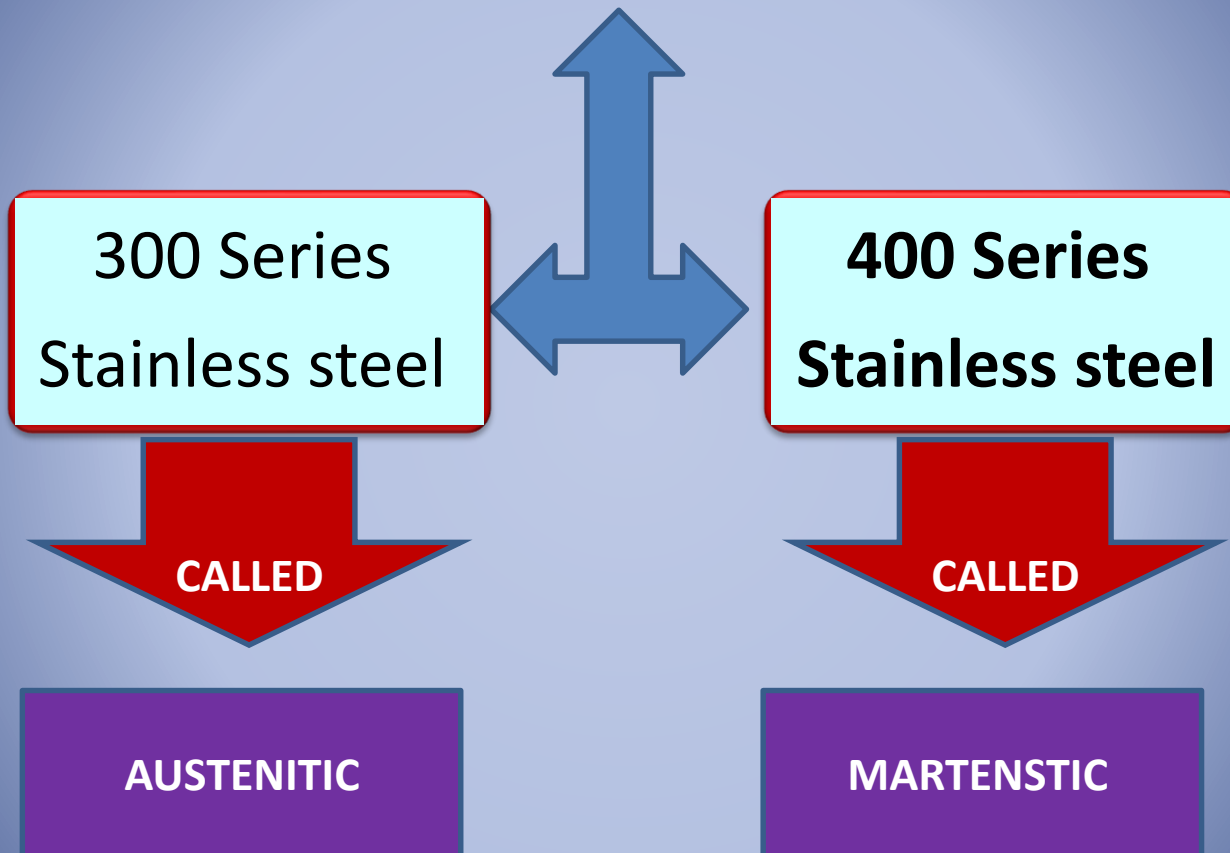 300 Series
Stainless steel
CALLED
AUSTENITIC
400 Series
Stainless steel
CALLED
MARTENSTIC